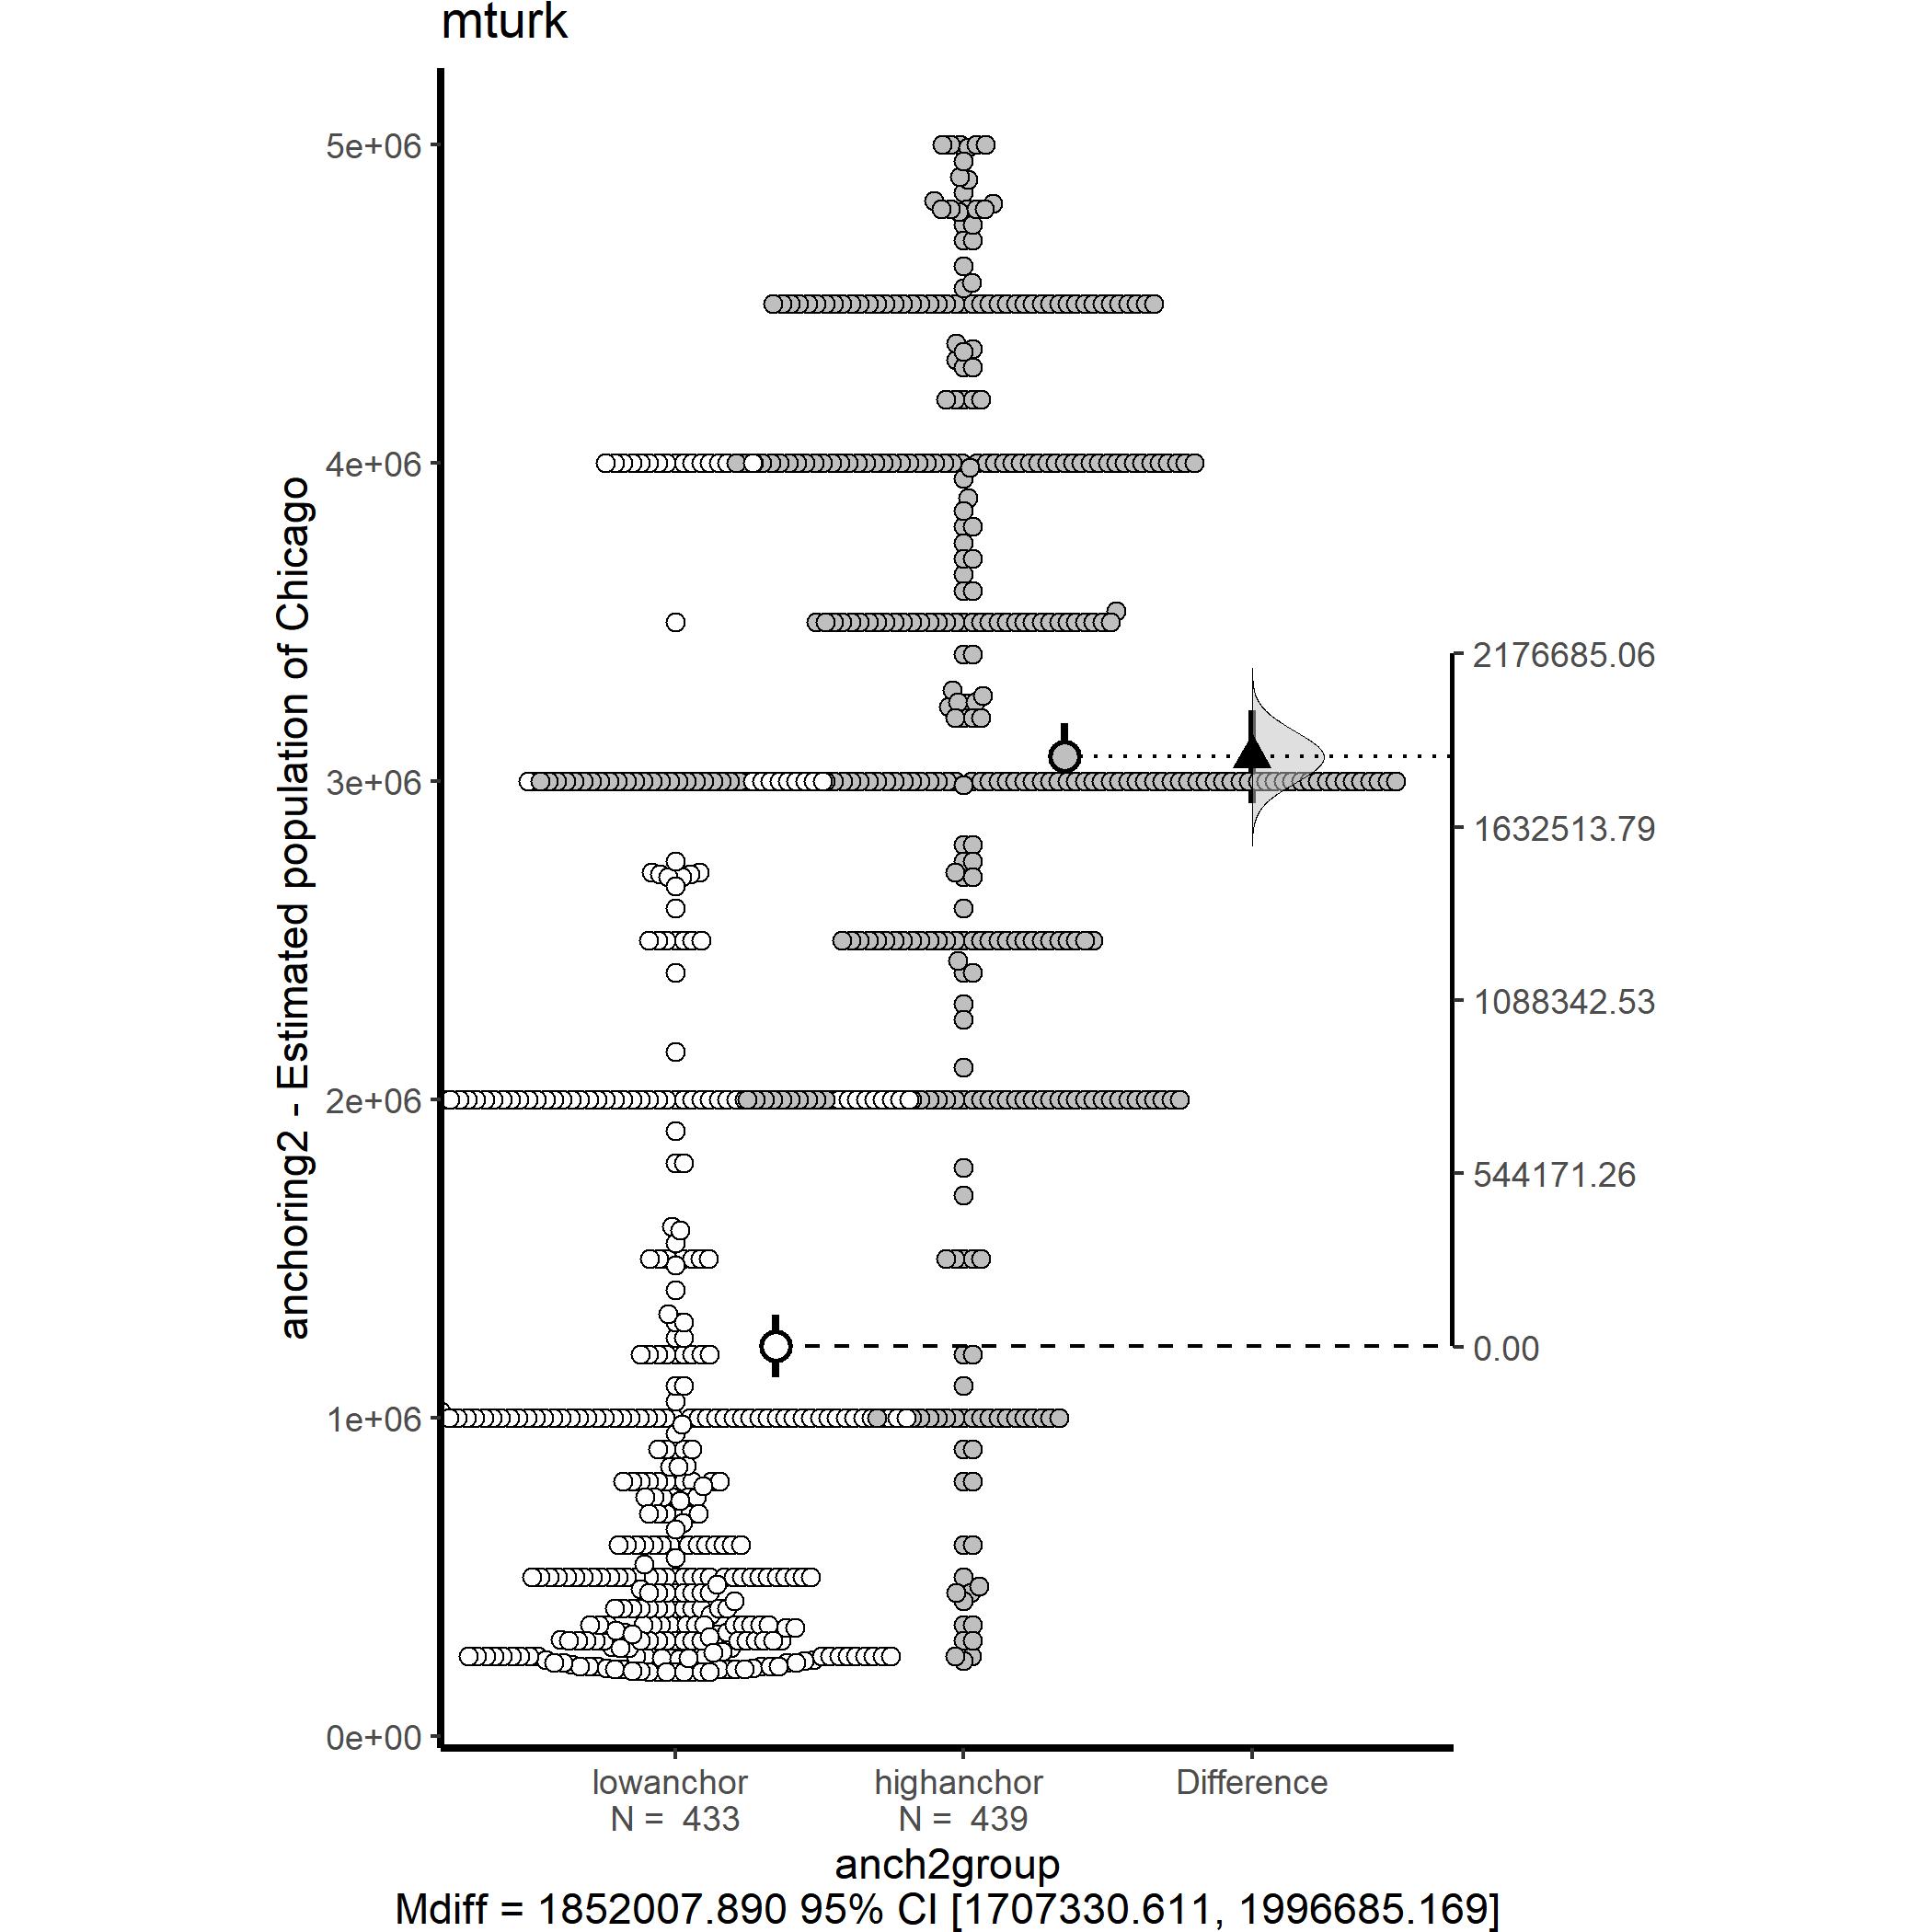 mturk
anchoring2 - Estimated population of Chicago
5e+06
4e+06
3e+06
2e+06
1e+06
0e+00
2176685.06
1632513.79
1088342.53
544171.26
0.00
lowanchor
N = 433
highanchor
N = 439
Difference
anch2group
Mdiff = 1852007.890 95% CI [1707330.611, 1996685.169]